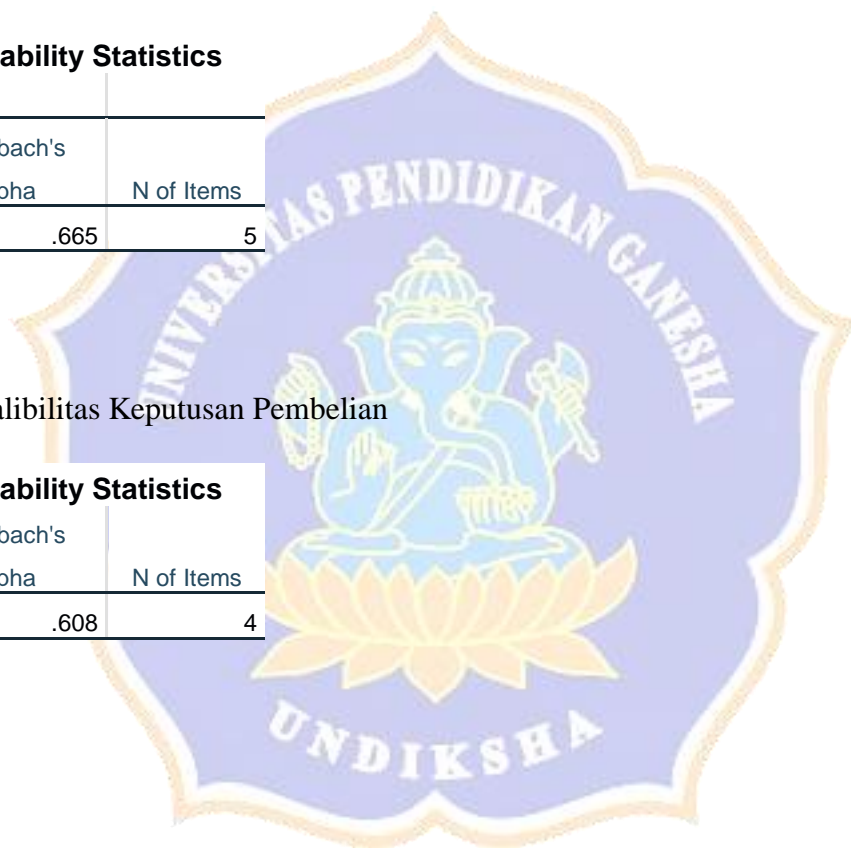 ability Statistics
bach's
pha N of Items
.665 5
UNIVERSITAS PENDIDIKAN GANESHA
alibilitas Keputusan Pembelian
ability Statistics
bach's
pha N of Items
.608 4
UNDIKSHA